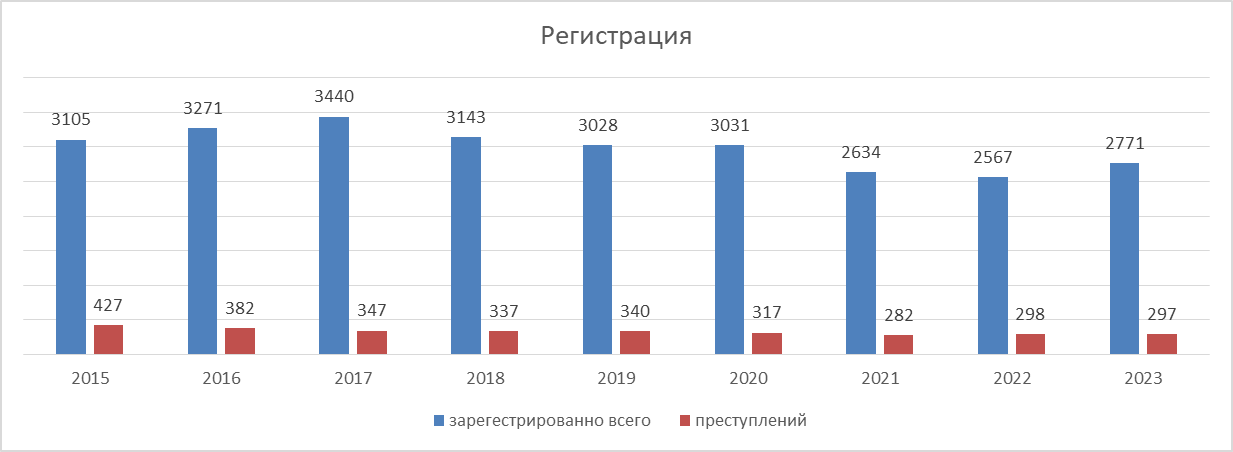 Регистрация
3105 3271 3440 3143 3028 3031 2634 2567 2771
427 382 347 337 340 317 282 298 297
2015 2016 2017 2018 2019 2020 2021 2022 2023
зарегестрированно всего преступлений